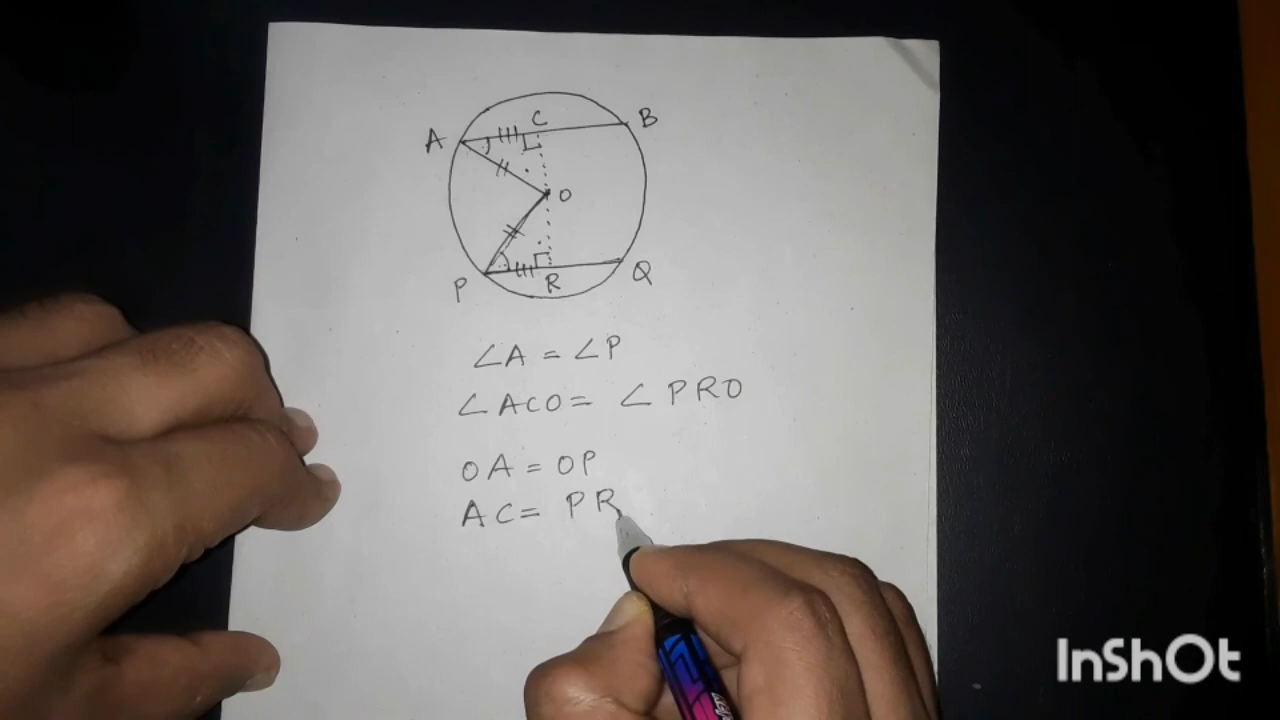 C
B
A
O
P
R
Q
∠A = ∠P
∠ACO = ∠PRO
OA = OP
AC = PR
InShOt